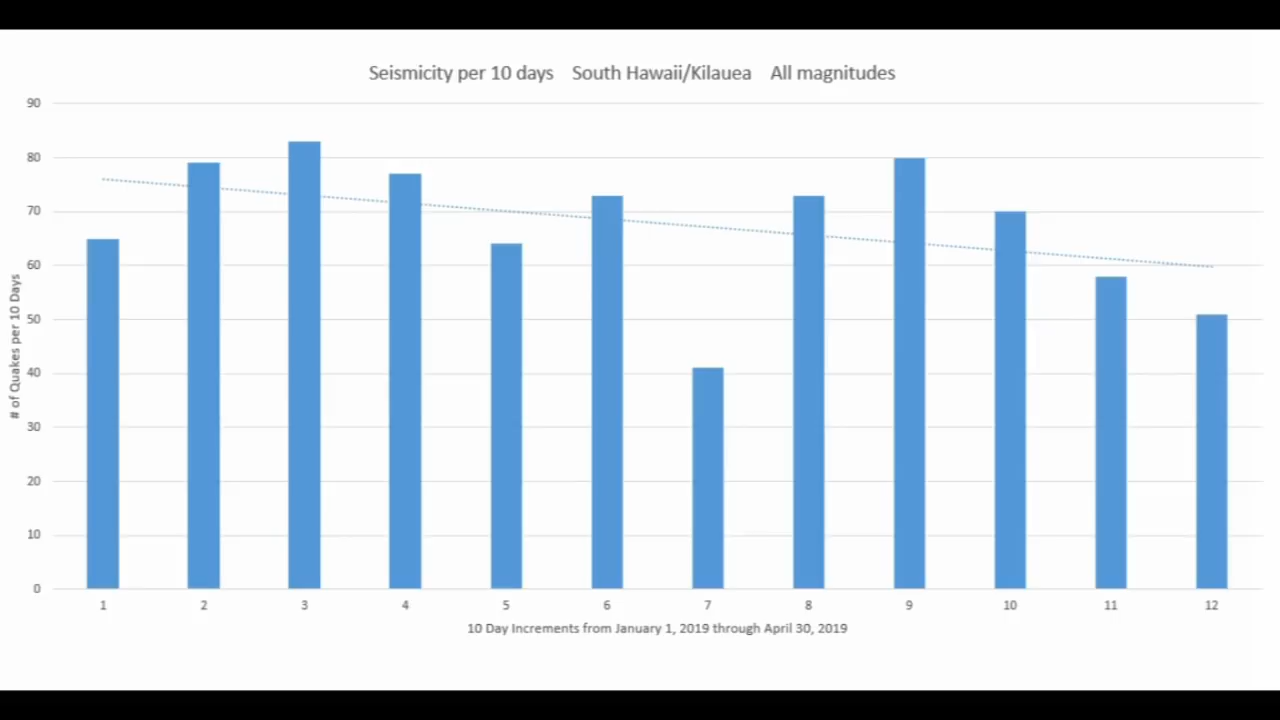 Seismicity per 10 days South Hawaii/Kilauea All magnitudes
90
80
70
60
50
40
30
20
10
0
# of Quakes per 10 Days
1 2 3 4 5 6 7 8 9 10 11 12
10 Day Increments from January 1, 2019 through April 30, 2019